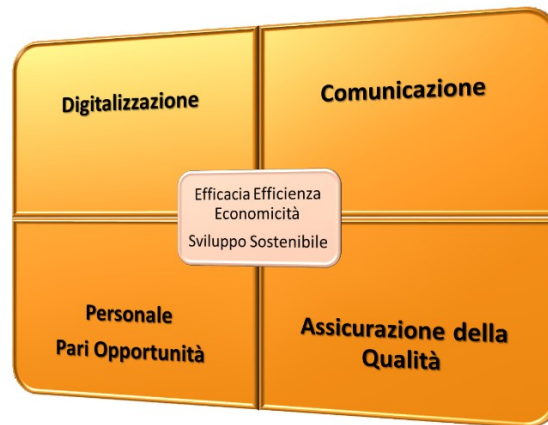 Digitalizzazione
Comunicazione
Efficacia Efficienza
Economicità
Sviluppo Sostenibile
Personale
Pari Opportunità
Assicurazione della
Qualità